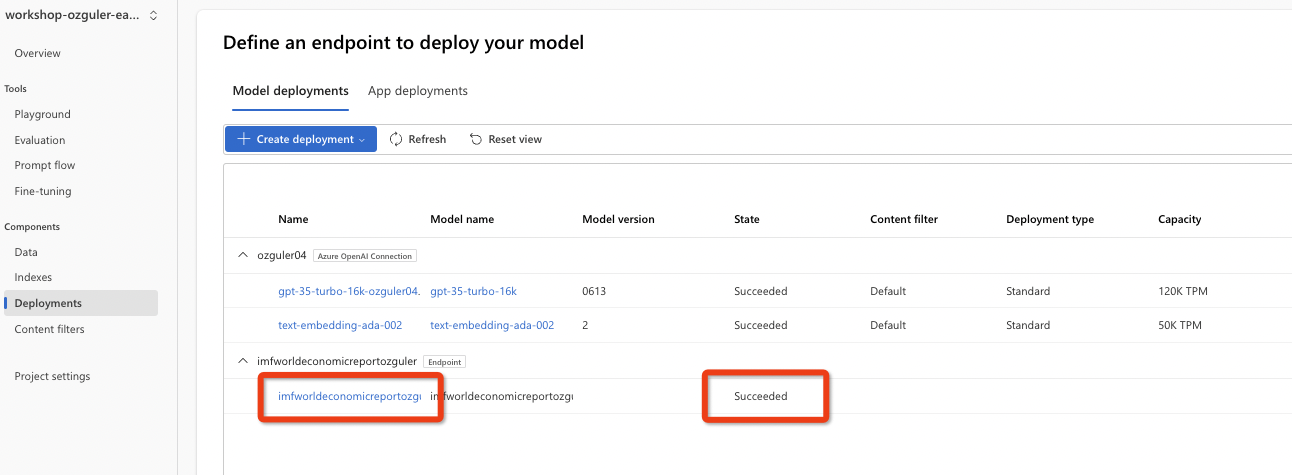 workshop-ozguler-ea...
Overview
Tools
Playground
Evaluation
Prompt flow
Fine-tuning
Components
Data
Indexes
Deployments
Content filters
Project settings
Define an endpoint to deploy your model
Model deployments App deployments
Create deployment Refresh Reset view
Name Model name Model version State Content filter Deployment type Capacity
ozguler04 Azure OpenAI Connection
gpt-35-turbo-16k-ozguler04. gpt-35-turbo-16k 0613 Succeeded Default Standard 120K TPM
text-embedding-ada-002 text-embedding-ada-002 2 Succeeded Default Standard 50K TPM
imfworldeconomicreportozguler Endpoint
imfworldeconomicreportozgu imfworldeconomicreportozgu Succeeded